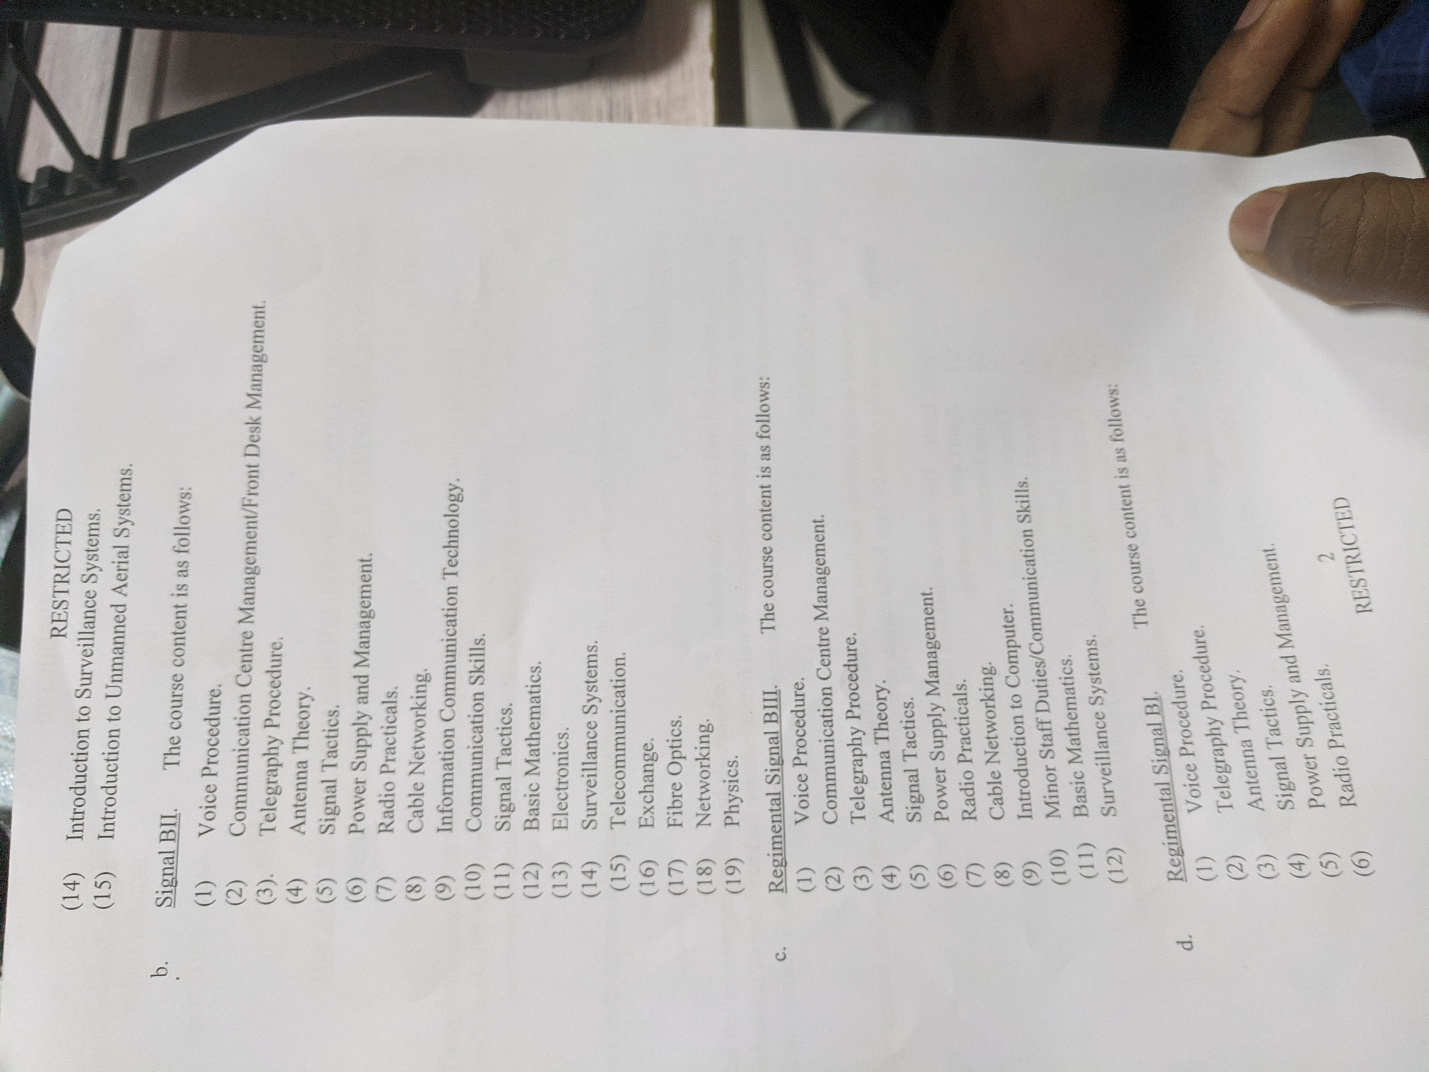 RESTRICTED
(14) Introduction to Surveillance Systems.
(15) Introduction to Unmanned Aerial Systems.
b. Signal BII. The course content is as follows:
(1) Voice Procedure.
(2) Communication Centre Management/Front Desk Management.
(3). Telegraphy Procedure.
(4) Antenna Theory.
(5) Signal Tactics.
(6) Power Supply and Management.
(7) Radio Practicals.
(8) Cable Networking.
(9) Information Communication Technology.
(10) Communication Skills.
(11) Signal Tactics.
(12) Basic Mathematics.
(13) Electronics.
(14) Surveillance Systems.
(15) Telecommunication.
(16) Exchange.
(17) Fibre Optics.
(18) Networking.
(19) Physics.
c. Regimental Signal BIII. The course content is as follows:
(1) Voice Procedure.
(2) Communication Centre Management.
(3) Telegraphy Procedure.
(4) Antenna Theory.
(5) Signal Tactics.
(6) Power Supply Management.
(7) Radio Practicals.
(8) Cable Networking.
(9) Introduction to Computer.
(10) Minor Staff Duties/Communication Skills.
(11) Basic Mathematics.
(12) Surveillance Systems.
d. Regimental Signal BI. The course content is as follows:
(1) Voice Procedure.
(2) Telegraphy Procedure.
(3) Antenna Theory.
(4) Signal Tactics.
(5) Power Supply and Management.
(6) Radio Practicals.
2
RESTRICTED